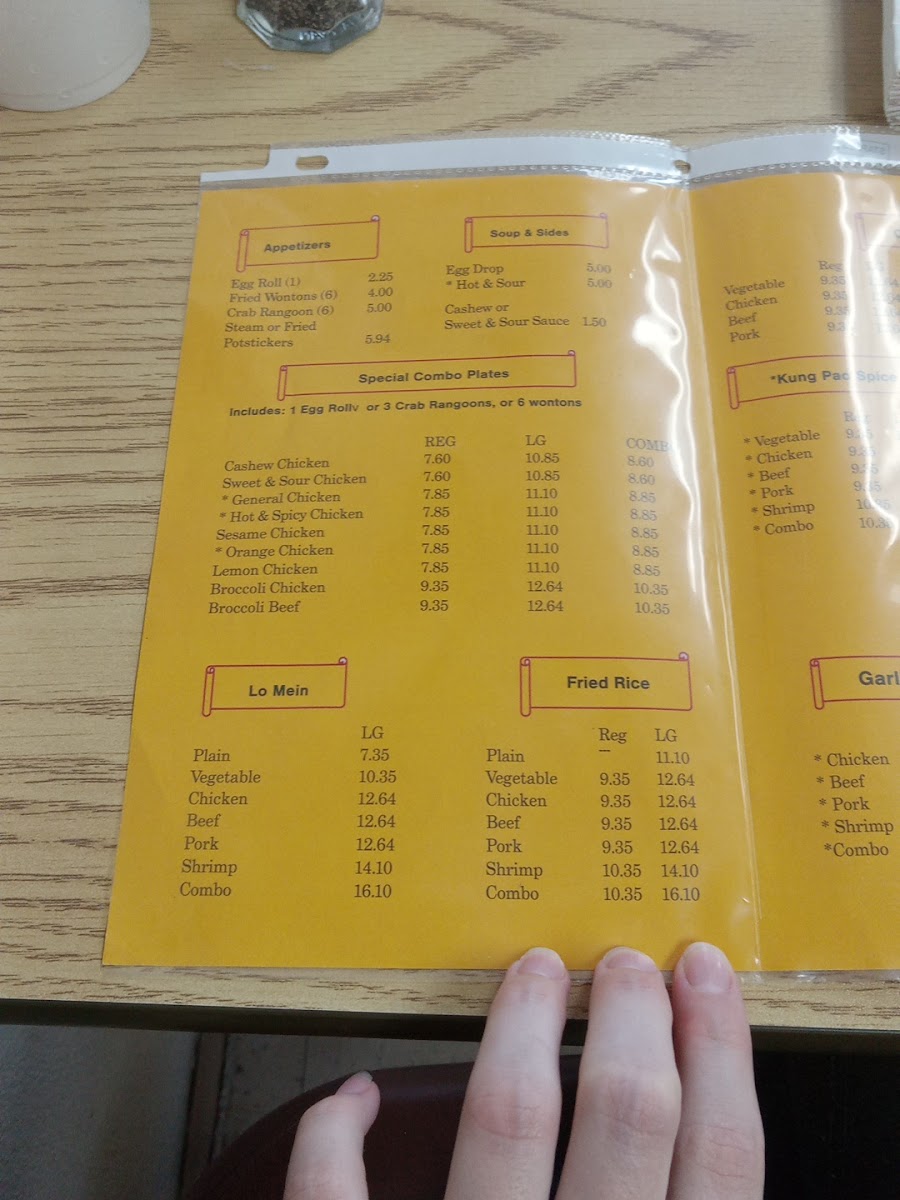 Appetizers
Egg Roll (1) 2.25
Fried Wontons (6) 4.00
Crab Rangoon (6) 5.00
Steam or Fried
Potstickers 5.94
Soup & Sides
Egg Drop 5.00
* Hot & Sour 5.00
Cashew or
Sweet & Sour Sauce 1.50
Special Combo Plates
Includes: 1 Egg Rollv or 3 Crab Rangoons, or 6 wontons
REG LG COMBO
Cashew Chicken 7.60 10.85 8.60
Sweet & Sour Chicken 7.60 10.85 8.60
* General Chicken 7.85 11.10 8.85
* Hot & Spicy Chicken 7.85 11.10 8.85
Sesame Chicken 7.85 11.10 8.85
* Orange Chicken 7.85 11.10 8.85
Lemon Chicken 7.85 11.10 8.85
Broccoli Chicken 9.35 12.64 10.35
Broccoli Beef 9.35 12.64 10.35
Lo Mein
LG
Plain 7.35
Vegetable 10.35
Chicken 12.64
Beef 12.64
Pork 12.64
Shrimp 14.10
Combo 16.10
Fried Rice
Reg LG
Plain — 11.10
Vegetable 9.35 12.64
Chicken 9.35 12.64
Beef 9.35 12.64
Pork 9.35 12.64
Shrimp 10.35 14.10
Combo 10.35 16.10
Reg
Vegetable 9.35
Chicken
Beef
Pork
*Kung Pao Spice
* Vegetable
* Chicken
* Beef
* Pork
* Shrimp
* Combo
Garl
* Chicken
* Beef
* Pork
* Shrimp
*Combo